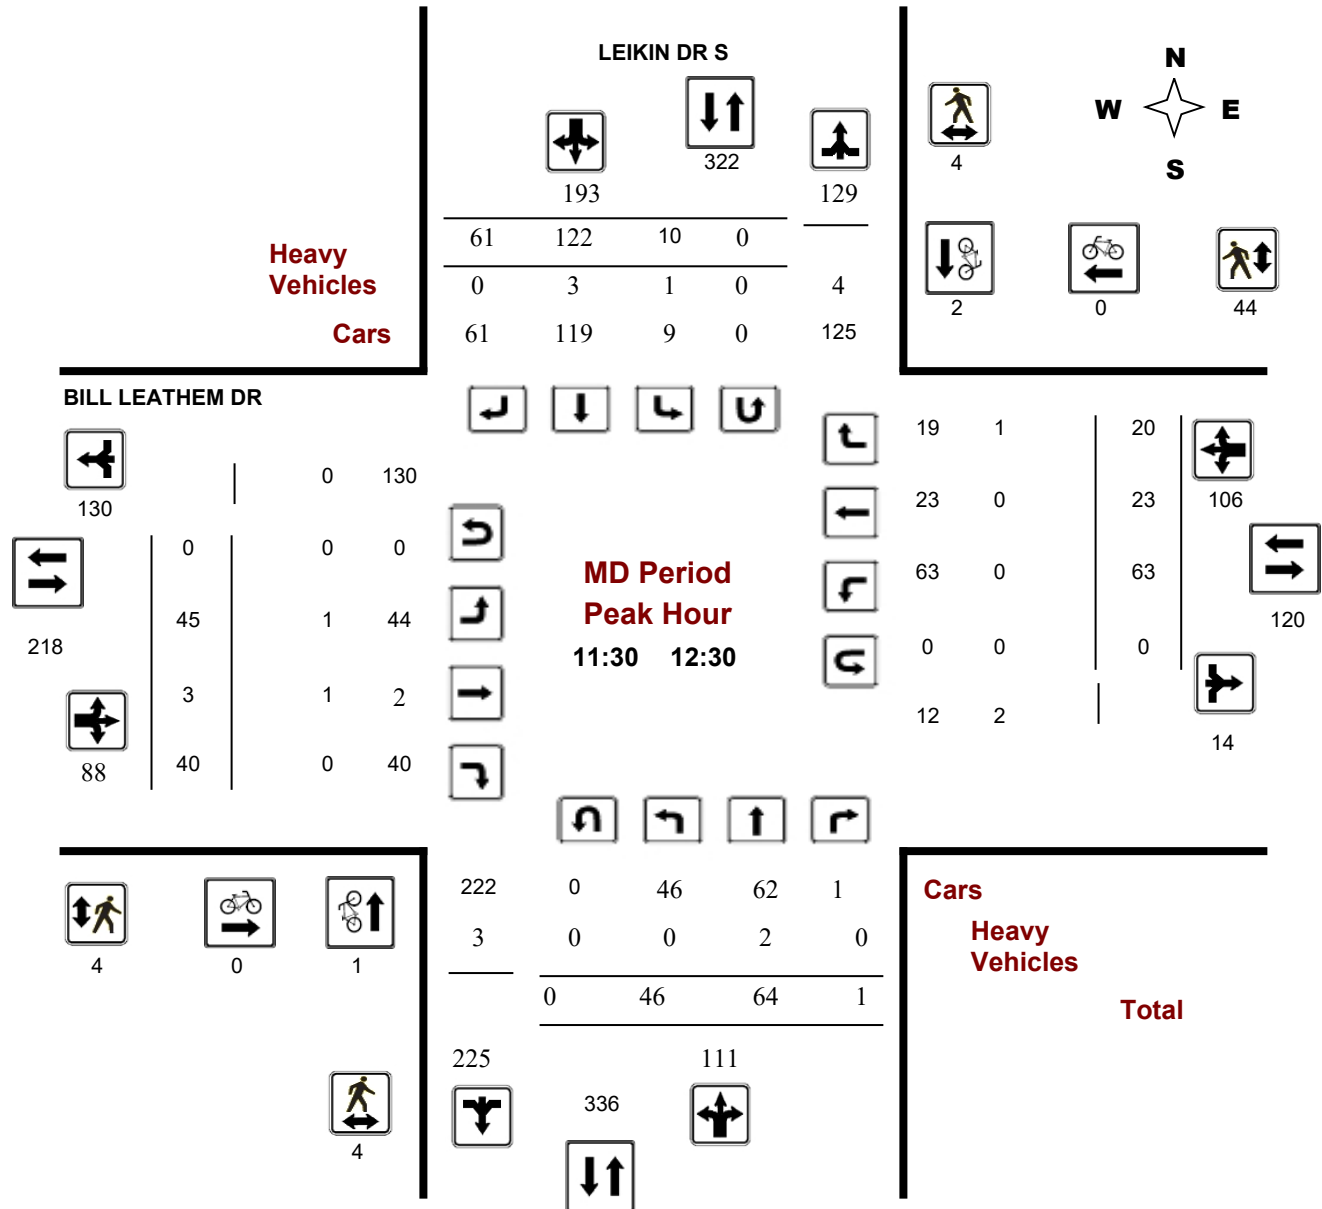 LEIKIN DR S
N
W E
S
322
4
193 129
61 122 10 0
Heavy
Vehicles
0 3 1 0 4
2 0 44
Cars
61 119 9 0 125
BILL LEATHEM DR
19 1 20
0 130
130
23 0 23 106
0 0 0
MD Period
63 0 63
Peak Hour
45 1 44
120
218
11:30 12:30
0 0 0
3 1 2
12 2
14
88
40 0 40
222 0 46 62 1
Cars
3 0 0 2 0
Heavy
Vehicles
4 0 1
0 46 64 1
Total
225 111
336
4